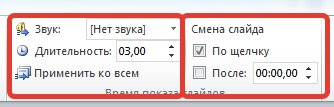 Звук: [Нет звука]
Длительность: 03,00
Применить ко всем
Смена слайда
По щелчку
После: 00:00,00
Время показа слайдов